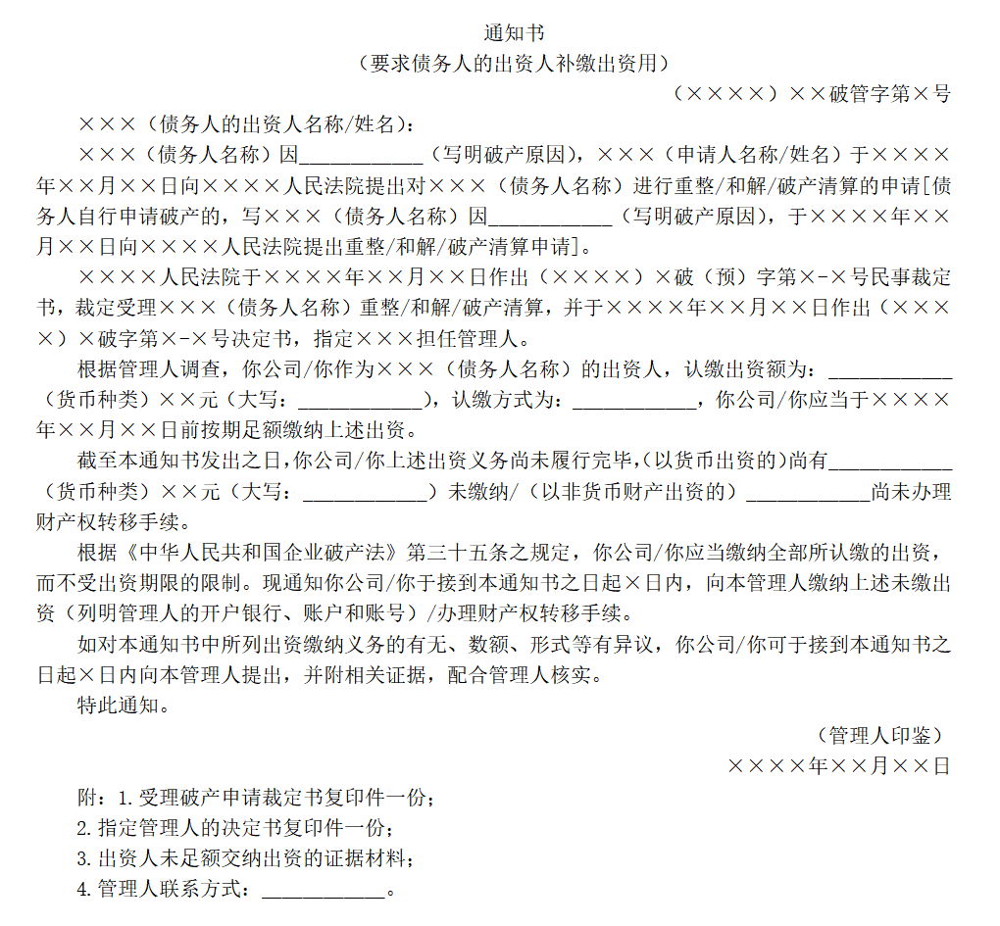 通知书
（要求债务人的出资人补缴出资用）
（××××）××破管字第×号
×××（债务人的出资人名称/姓名）：
×××（债务人名称）因____________（写明破产原因），×××（申请人名称/姓名）于××××
年××月××日向××××人民法院提出对×××（债务人名称）进行重整/和解/破产清算的申请[债
务人自行申请破产的，写×××（债务人名称）因____________（写明破产原因），于××××年××
月××日向××××人民法院提出重整/和解/破产清算申请]。
××××人民法院于××××年××月××日作出（××××）×破（预）字第×-×号民事裁定
书，裁定受理×××（债务人名称）重整/和解/破产清算，并于××××年××月××日作出（×××
×）×破字第×-×号决定书，指定×××担任管理人。
根据管理人调查，你公司/你作为×××（债务人名称）的出资人，认缴出资额为：____________
（货币种类）××元（大写：____________），认缴方式为：____________，你公司/你应当于××××
年××月××日前按期足额缴纳上述出资。
截至本通知书发出之日，你公司/你上述出资义务尚未履行完毕，（以货币出资的）尚有____________
（货币种类）××元（大写：____________）未缴纳/（以非货币财产出资的）____________尚未办理
财产权转移手续。
根据《中华人民共和国企业破产法》第三十五条之规定，你公司/你应当缴纳全部所认缴的出资，
而不受出资期限的限制。现通知你公司/你于接到本通知书之日起×日内，向本管理人缴纳上述未缴出
资（列明管理人的开户银行、账户和账号）/办理财产权转移手续。
如对本通知书中所列出资缴纳义务的有无、数额、形式等有异议，你公司/你可于接到本通知书之
日起×日内向本管理人提出，并附相关证据，配合管理人核实。
特此通知。
（管理人印鉴）
××××年××月××日
附：1.受理破产申请裁定书复印件一份；
2.指定管理人的决定书复印件一份；
3.出资人未足额交纳出资的证据材料；
4.管理人联系方式：____________。